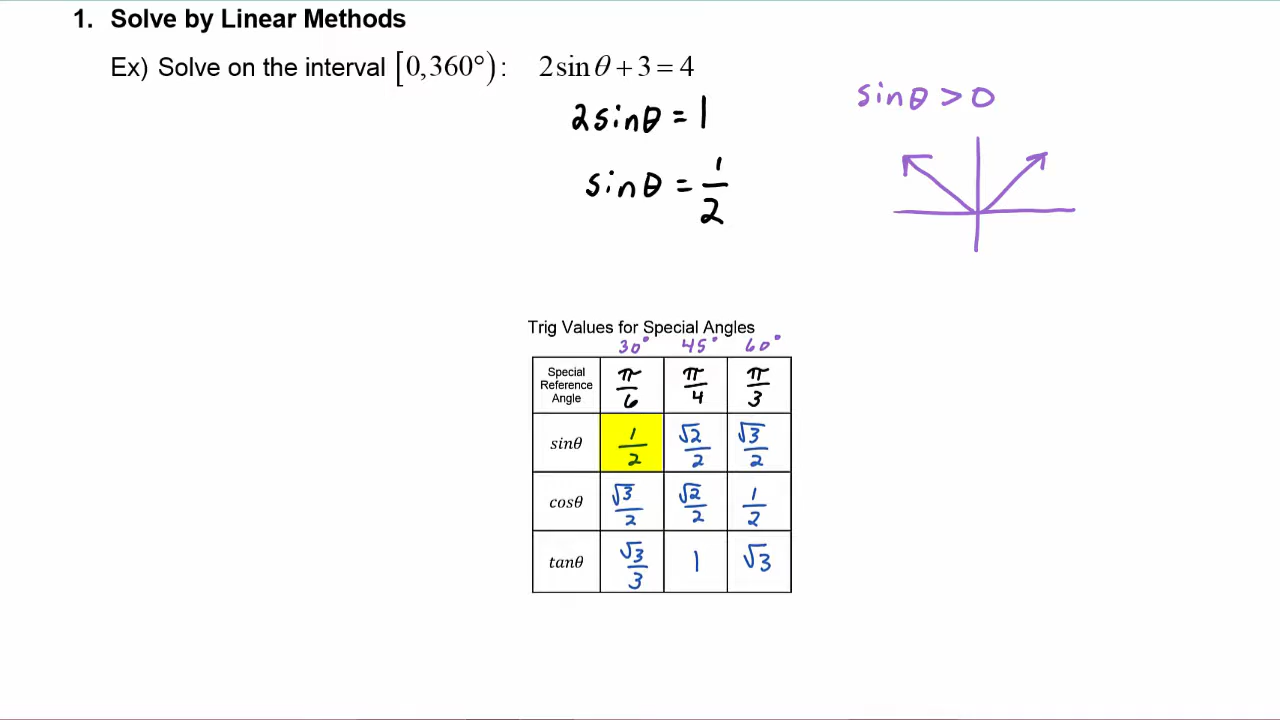 1. Solve by Linear Methods
Ex) Solve on the interval [0,360°): 2sinθ+3=4
2sinθ = 1
sinθ = 1/2
sinθ > 0
Trig Values for Special Angles
30° 45° 60°
Special Reference Angle π/6 π/4 π/3
sinθ 1/2 √2/2 √3/2
cosθ √3/2 √2/2 1/2
tanθ √3/3 1 √3